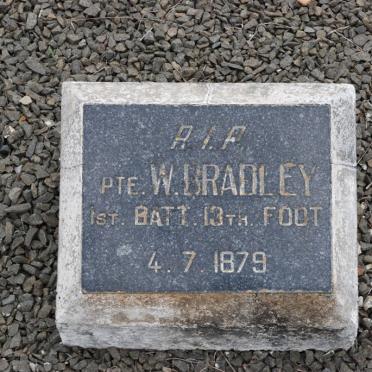 R.I.P.
PTE. W. BRADLEY
1ST. BATT. 13TH. FOOT
4. 7. 1879